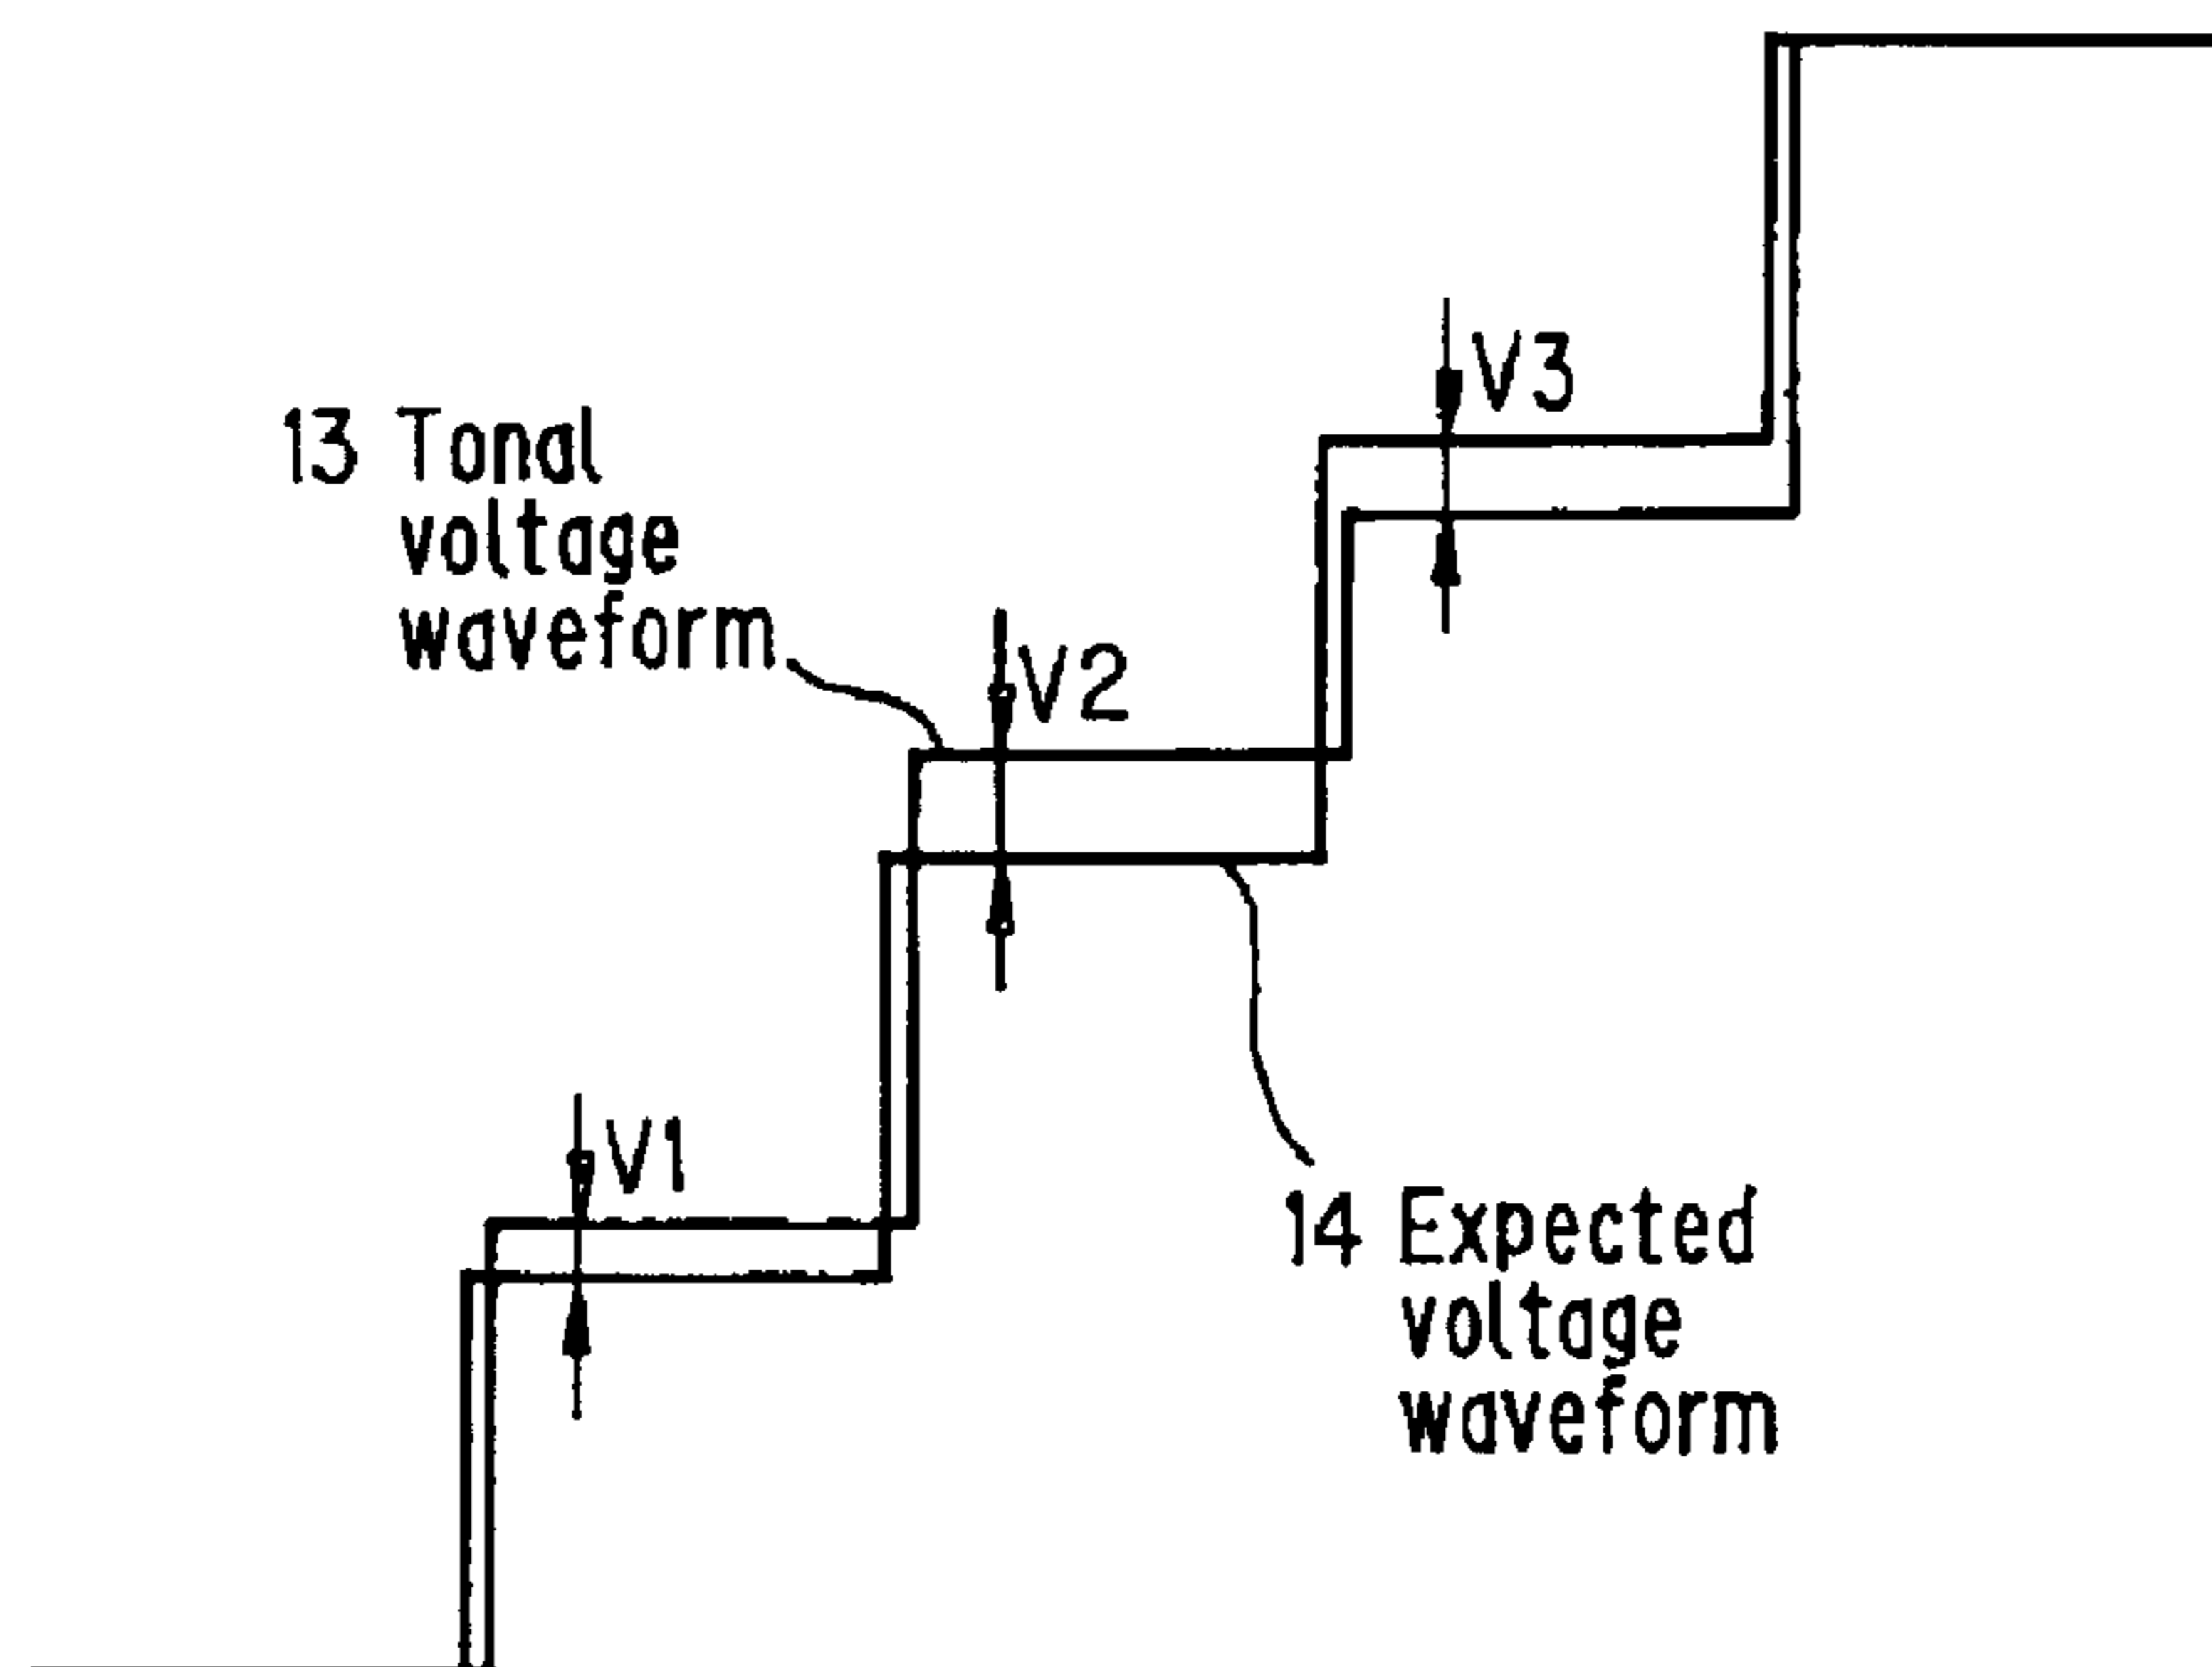 V3
13 Tonal
voltage
waveform
V2
V1
14 Expected
voltage
waveform